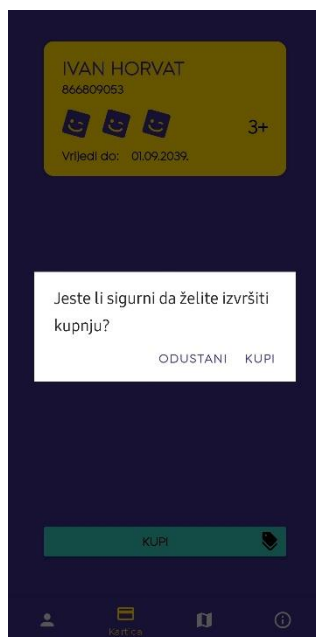 IVAN HORVAT
866809053
3+
Vrijedi do: 01.09.2039.
Jeste li sigurni da želite izvršiti
kupnju?
ODUSTANI KUPI
KUPI
Kartica